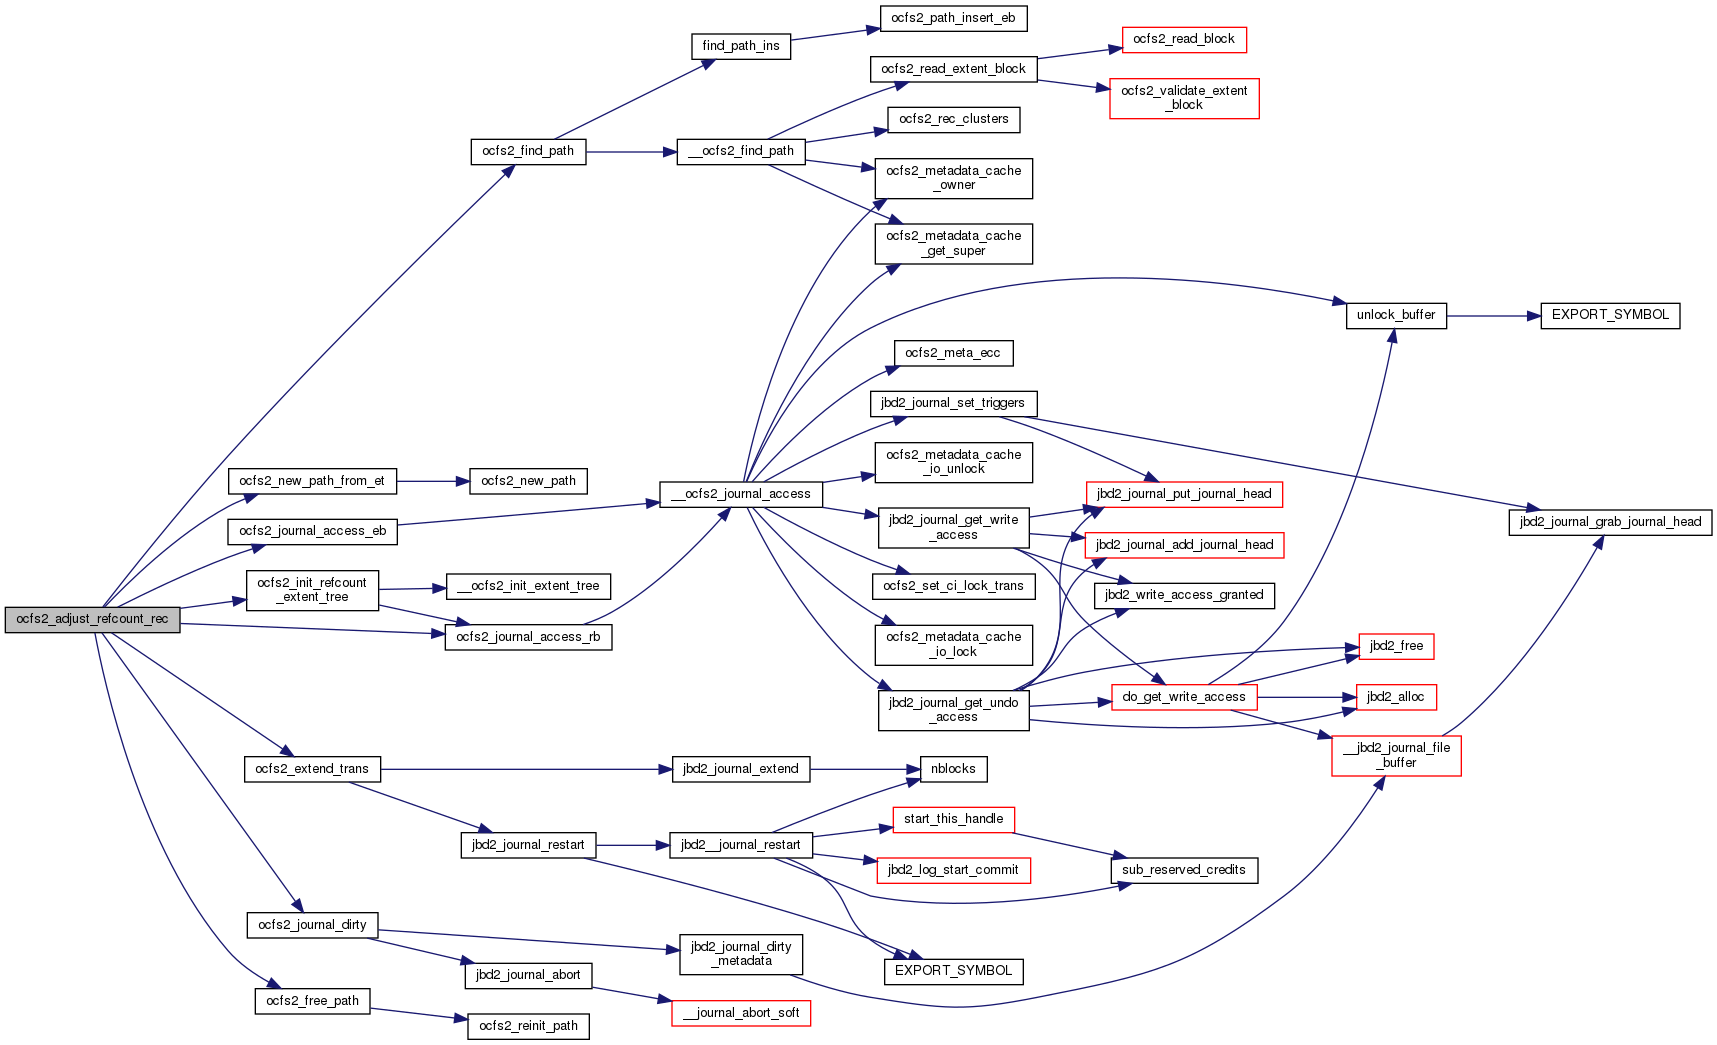 ocfs2_adjust_refcount_rec
ocfs2_find_path
find_path_ins
ocfs2_path_insert_eb
__ocfs2_find_path
ocfs2_read_extent_block
ocfs2_read_block
ocfs2_validate_extent
_block
ocfs2_rec_clusters
ocfs2_metadata_cache
_owner
ocfs2_metadata_cache
_get_super
ocfs2_new_path_from_et
ocfs2_new_path
ocfs2_journal_access_eb
__ocfs2_journal_access
unlock_buffer
EXPORT_SYMBOL
ocfs2_meta_ecc
jbd2_journal_set_triggers
ocfs2_metadata_cache
_io_unlock
jbd2_journal_put_journal_head
jbd2_journal_grab_journal_head
jbd2_journal_get_write
_access
jbd2_journal_add_journal_head
ocfs2_set_ci_lock_trans
jbd2_write_access_granted
ocfs2_metadata_cache
_io_lock
jbd2_journal_get_undo
_access
do_get_write_access
jbd2_free
jbd2_alloc
__jbd2_journal_file
_buffer
ocfs2_init_refcount
_extent_tree
__ocfs2_init_extent_tree
ocfs2_journal_access_rb
ocfs2_extend_trans
jbd2_journal_extend
nblocks
jbd2_journal_restart
jbd2__journal_restart
start_this_handle
jbd2_log_start_commit
sub_reserved_credits
EXPORT_SYMBOL
ocfs2_journal_dirty
jbd2_journal_dirty
_metadata
jbd2_journal_abort
__journal_abort_soft
ocfs2_free_path
ocfs2_reinit_path